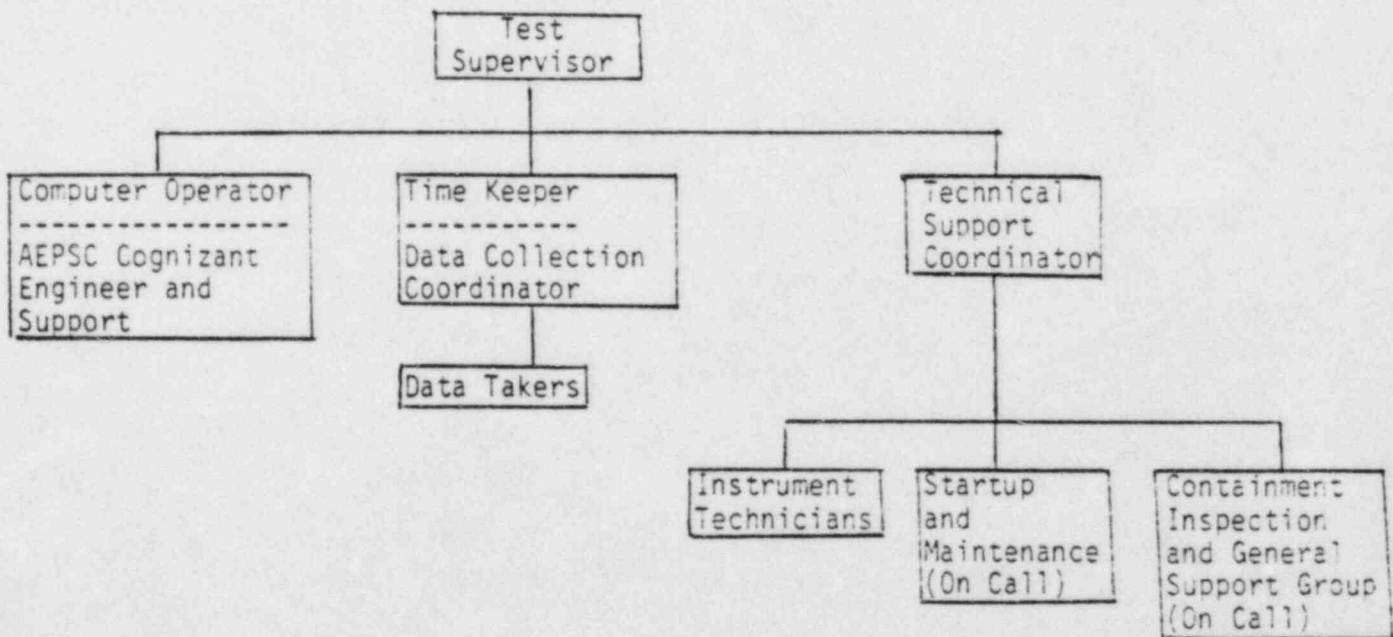 Test
Supervisor
Computer Operator
-----------------
AEPSC Cognizant
Engineer and
Support
Time Keeper
-----------
Data Collection
Coordinator
Data Takers
Technical
Support
Coordinator
Instrument
Technicians
Startup
and
Maintenance
(On Call)
Containment
Inspection
and General
Support Group
(On Call)